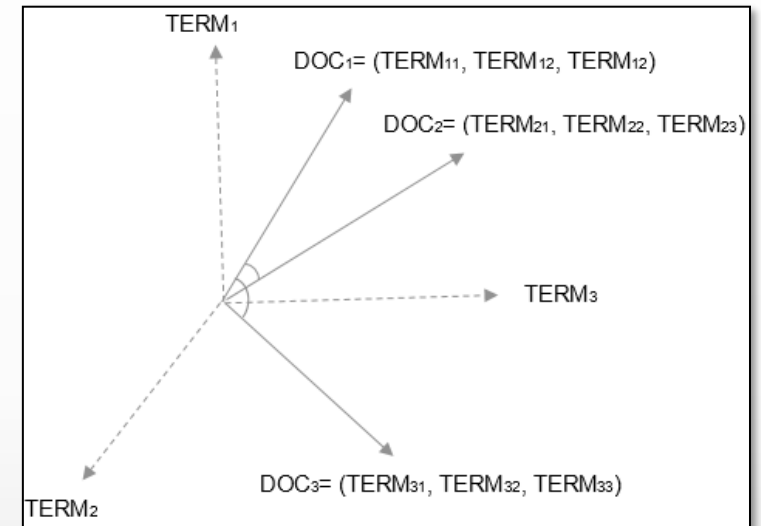 TERM₁
DOC₁= (TERM₁₁, TERM₁₂, TERM₁₂)
DOC₂= (TERM₂₁, TERM₂₂, TERM₂₃)
TERM₃
DOC₃= (TERM₃₁, TERM₃₂, TERM₃₃)
TERM₂